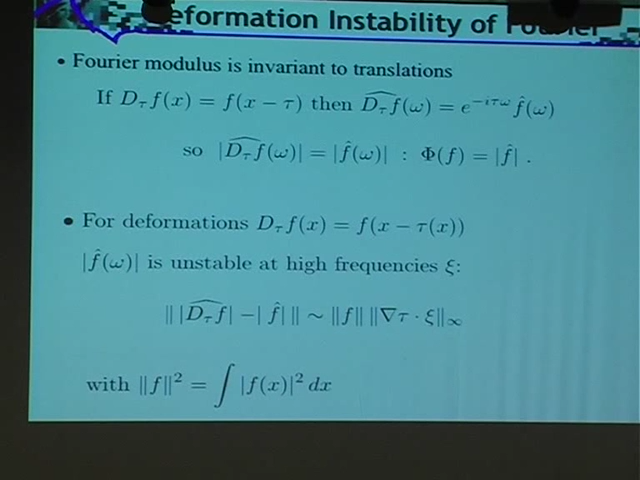 eformation Instability of Fourier
• Fourier modulus is invariant to translations
If D_τ f(x) = f(x − τ) then \widehat{D_τ f}(ω) = e^{−iτω} \hat{f}(ω)
so |\widehat{D_τ f}(ω)| = |\hat{f}(ω)| : Φ(f) = |\hat{f}| .
• For deformations D_τ f(x) = f(x − τ(x))
|\hat{f}(ω)| is unstable at high frequencies ξ:
‖ |\widehat{D_τ f}| − |\hat{f}| ‖ ∼ ‖f‖ ‖∇τ · ξ‖_∞
with ‖f‖² = ∫ |f(x)|² dx